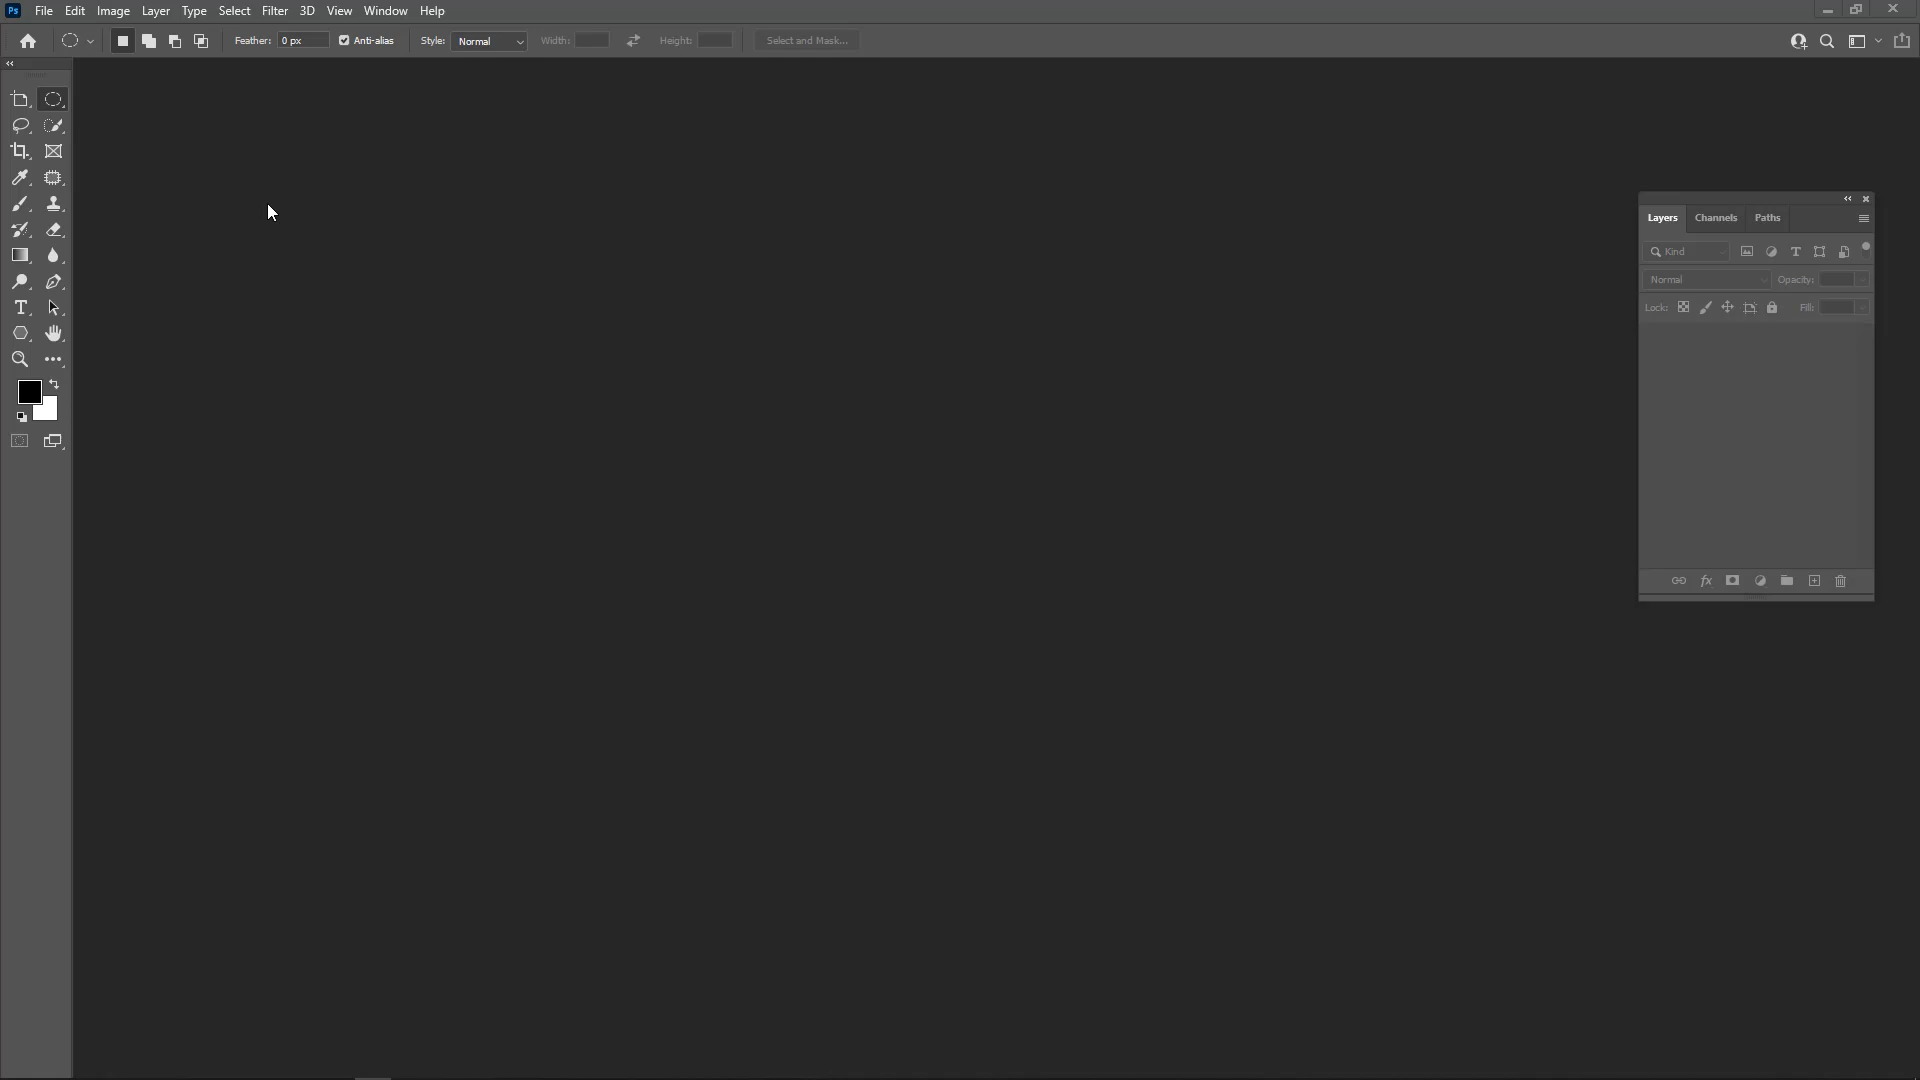 Ps File Edit Image Layer Type Select Filter 3D View Window Help
Feather: 0 px Anti-alias Style: Normal Width: Height: Select and Mask...
Layers Channels Paths
Kind
Normal Opacity:
Lock: Fill: